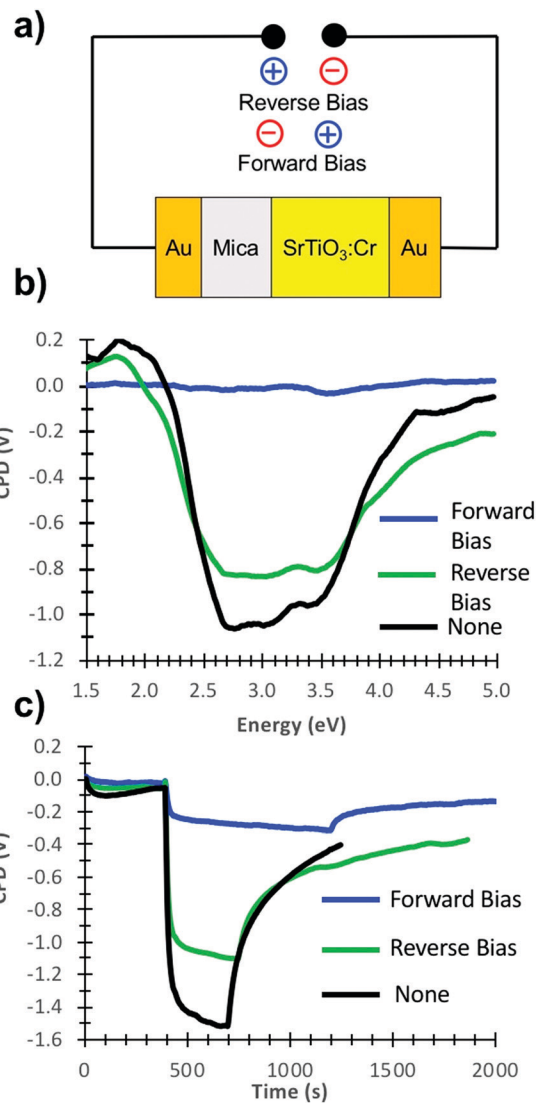 a)
+ −
Reverse Bias
− +
Forward Bias
Au Mica SrTiO₃:Cr Au
b)
CPD (V)
0.2
0.0
-0.2
-0.4
-0.6
-0.8
-1.0
-1.2
Forward
Bias
Reverse
Bias
None
1.5 2.0 2.5 3.0 3.5 4.0 4.5 5.0
Energy (eV)
c)
CPD (V)
0.2
0.0
-0.2
-0.4
-0.6
-0.8
-1.0
-1.2
-1.4
-1.6
Forward Bias
Reverse Bias
None
0 500 1000 1500 2000
Time (s)